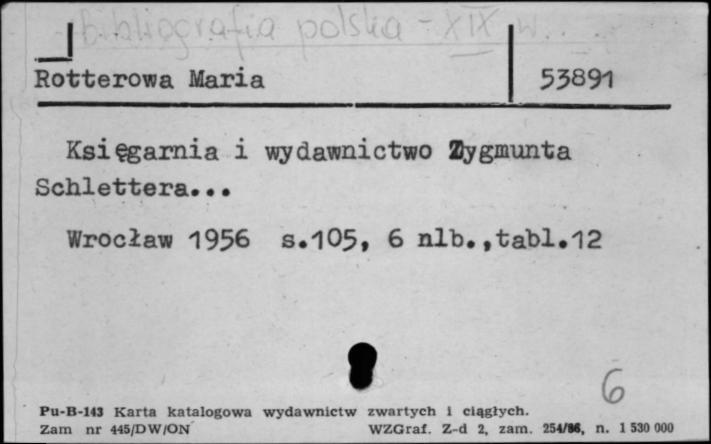 Bibliografia polska - XIX w.
Rotterowa Maria 53891
Księgarnia i wydawnictwo Zygmunta
Schlettera...
Wrocław 1956 s.105, 6 nlb.,tabl.12
6
Pu-B-143 Karta katalogowa wydawnictw zwartych i ciągłych.
Zam nr 445/DW/ON WZGraf. Z-d 2, zam. 254/86, n. 1 530 000